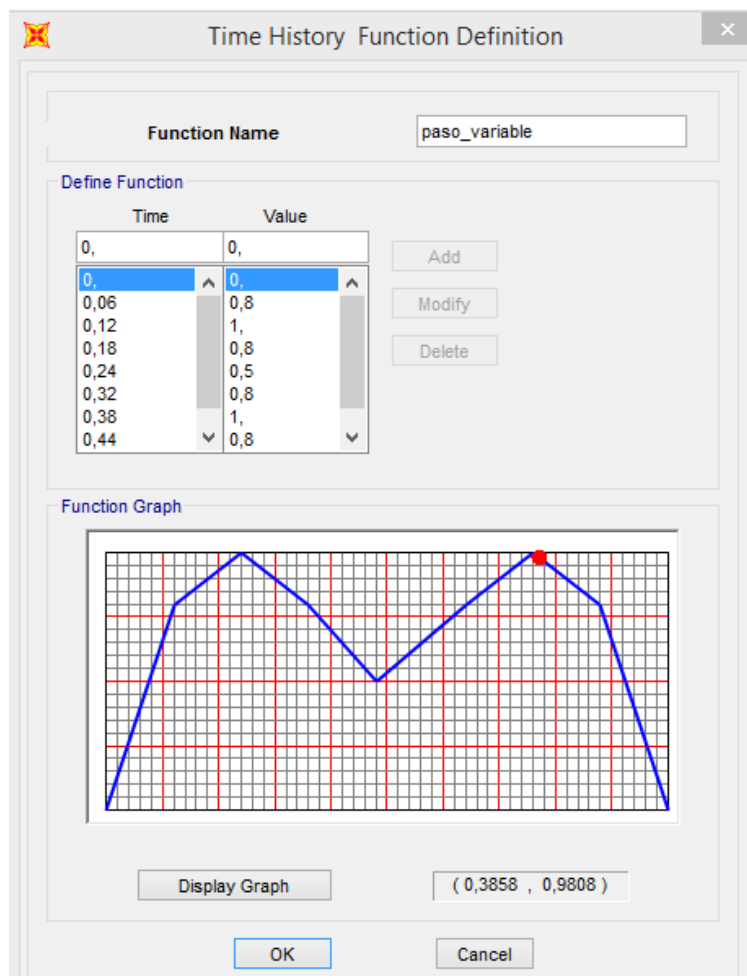 Time History Function Definition
Function Name paso_variable
Define Function
Time Value
0, 0, Add
0, 0,
0,06 0,8 Modify
0,12 1,
0,18 0,8 Delete
0,24 0,5
0,32 0,8
0,38 1,
0,44 0,8
Function Graph
Display Graph ( 0,3858 , 0,9808 )
OK Cancel